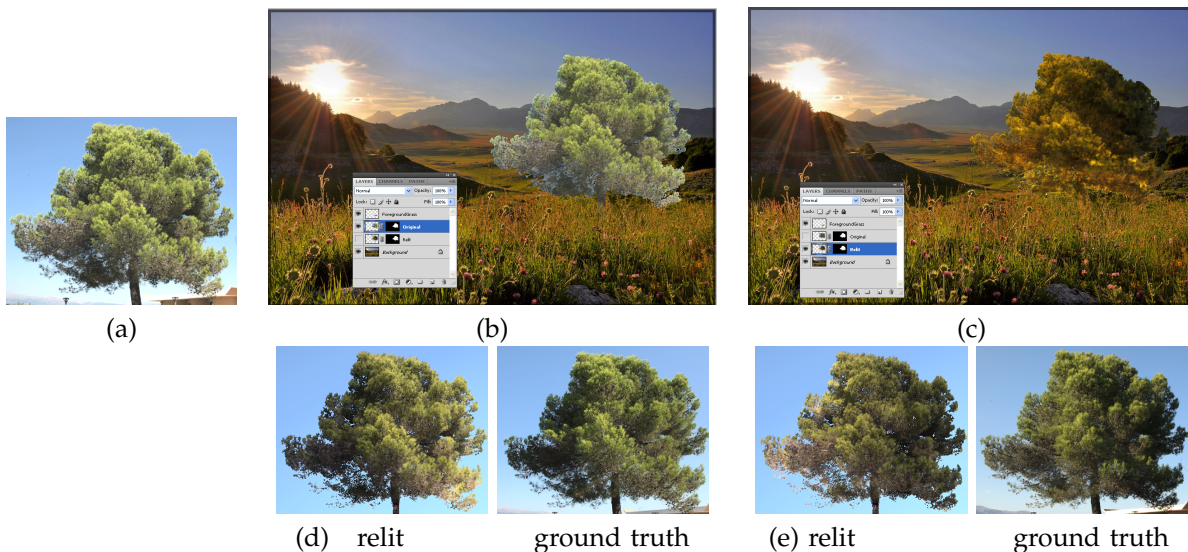 LAYERS CHANNELS PATHS
Normal Opacity: 100%
Lock: Fill: 100%
ForegroundGrass
Original
Relit
Background
LAYERS CHANNELS PATHS
Normal Opacity: 100%
Lock: Fill: 100%
ForegroundGrass
Original
Relit
Background
(a)
(b)
(c)
(d) relit ground truth
(e) relit ground truth